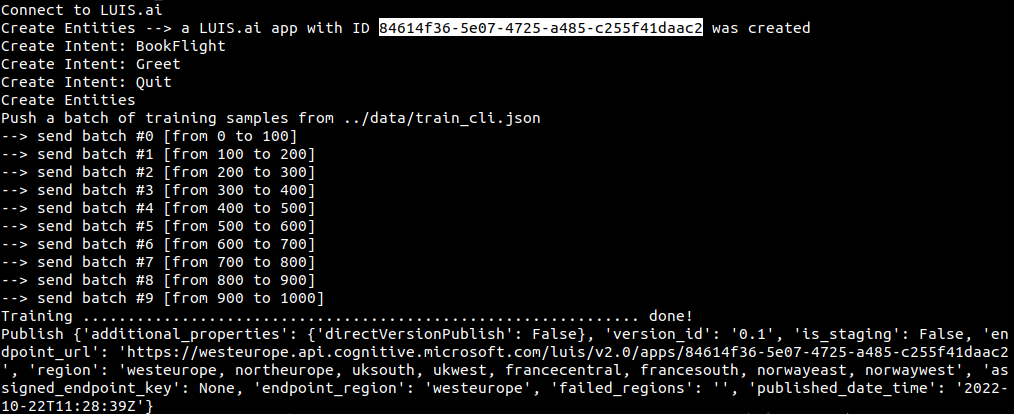 Connect to LUIS.ai
Create Entities --> a LUIS.ai app with ID 84614f36-5e07-4725-a485-c255f41daac2 was created
Create Intent: BookFlight
Create Intent: Greet
Create Intent: Quit
Create Entities
Push a batch of training samples from ../data/train_cli.json
--> send batch #0 [from 0 to 100]
--> send batch #1 [from 100 to 200]
--> send batch #2 [from 200 to 300]
--> send batch #3 [from 300 to 400]
--> send batch #4 [from 400 to 500]
--> send batch #5 [from 500 to 600]
--> send batch #6 [from 600 to 700]
--> send batch #7 [from 700 to 800]
--> send batch #8 [from 800 to 900]
--> send batch #9 [from 900 to 1000]
Training .............................................................. done!
Publish {'additional_properties': {'directVersionPublish': False}, 'version_id': '0.1', 'is_staging': False, 'en
dpoint_url': 'https://westeurope.api.cognitive.microsoft.com/luis/v2.0/apps/84614f36-5e07-4725-a485-c255f41daac2
', 'region': 'westeurope, northeurope, uksouth, ukwest, francecentral, francesouth, norwayeast, norwaywest', 'as
signed_endpoint_key': None, 'endpoint_region': 'westeurope', 'failed_regions': '', 'published_date_time': '2022-
10-22T11:28:39Z'}